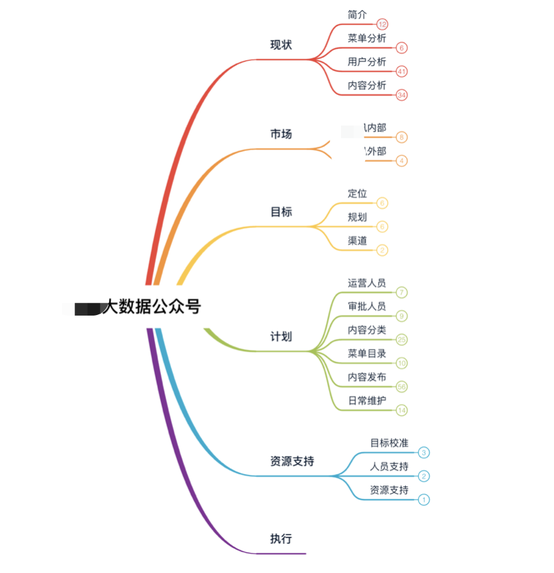 现状
简介
12
菜单分析
6
用户分析
41
内容分析
34
市场
内部
8
外部
4
目标
定位
6
规划
6
渠道
2
大数据公众号
计划
运营人员
7
审批人员
8
内容分类
25
菜单目录
10
内容发布
56
日常维护
14
资源支持
目标校准
3
人员支持
2
资源支持
1
执行